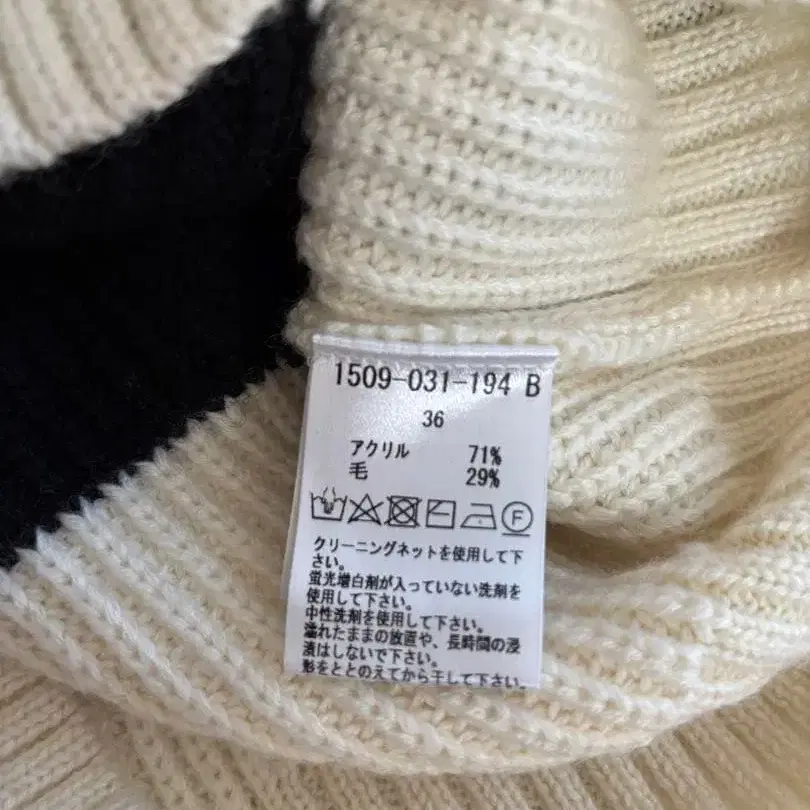 1509-031-194 B
36
アクリル 71%
毛 29%
F
クリーニングネットを使用して下
さい。
蛍光増白剤が入っていない洗剤を
使用して下さい。
中性洗剤を使用して下さい。
濡れたままの放置や、長時間の浸
漬はしないで下さい。
形をととのえてから干して下さい。